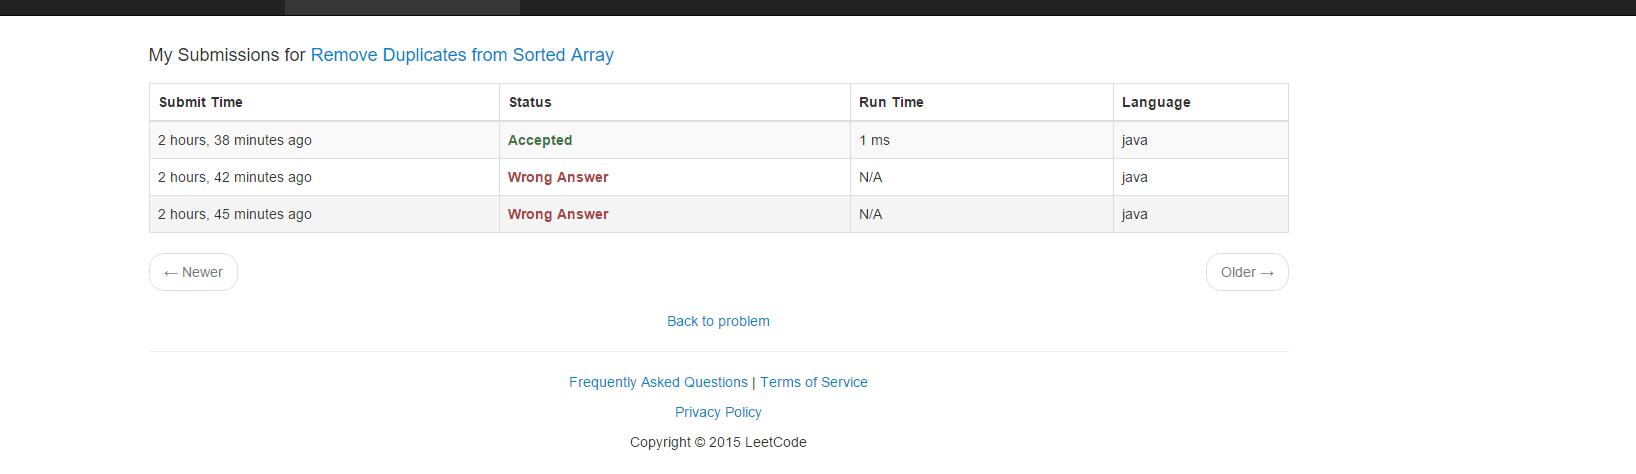 My Submissions for Remove Duplicates from Sorted Array
Submit Time Status Run Time Language
2 hours, 38 minutes ago Accepted 1 ms java
2 hours, 42 minutes ago Wrong Answer N/A java
2 hours, 45 minutes ago Wrong Answer N/A java
← Newer Older →
Back to problem
Frequently Asked Questions | Terms of Service
Privacy Policy
Copyright © 2015 LeetCode